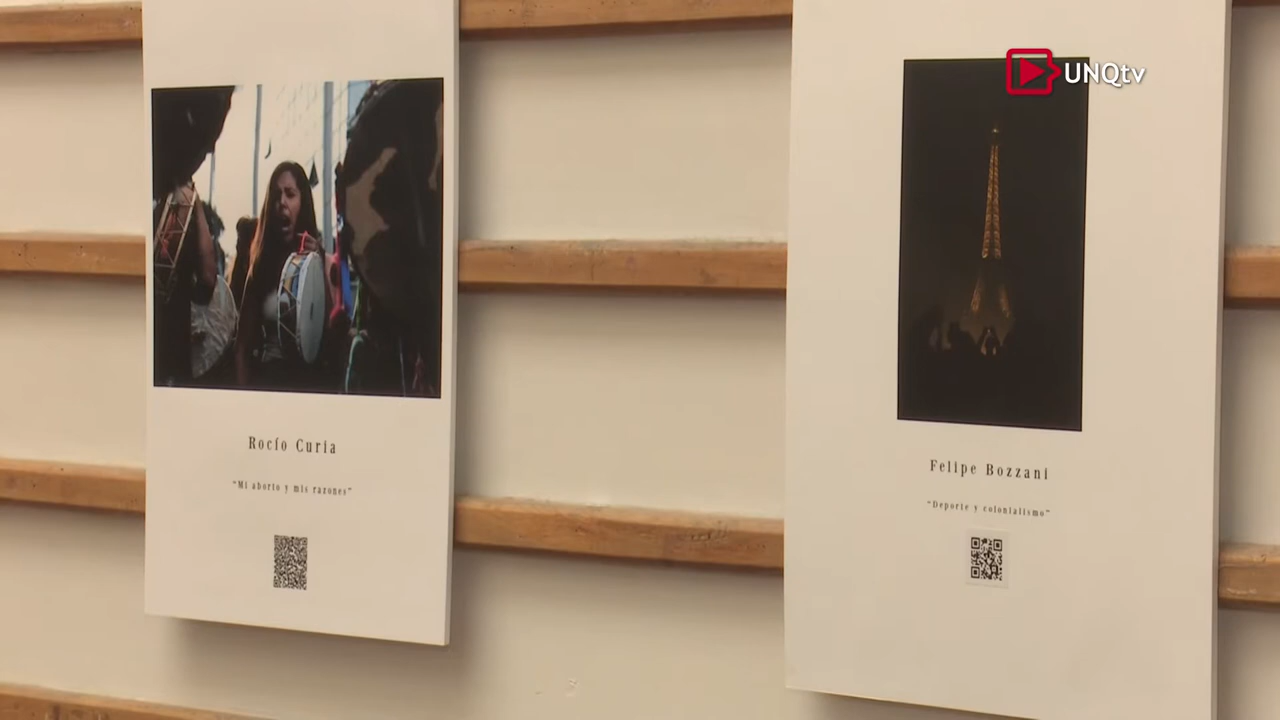 UNQtv
Rocío Curia
"Mi aborto y mis razones"
Felipe Bozzani
"Deporte y colonialismo"